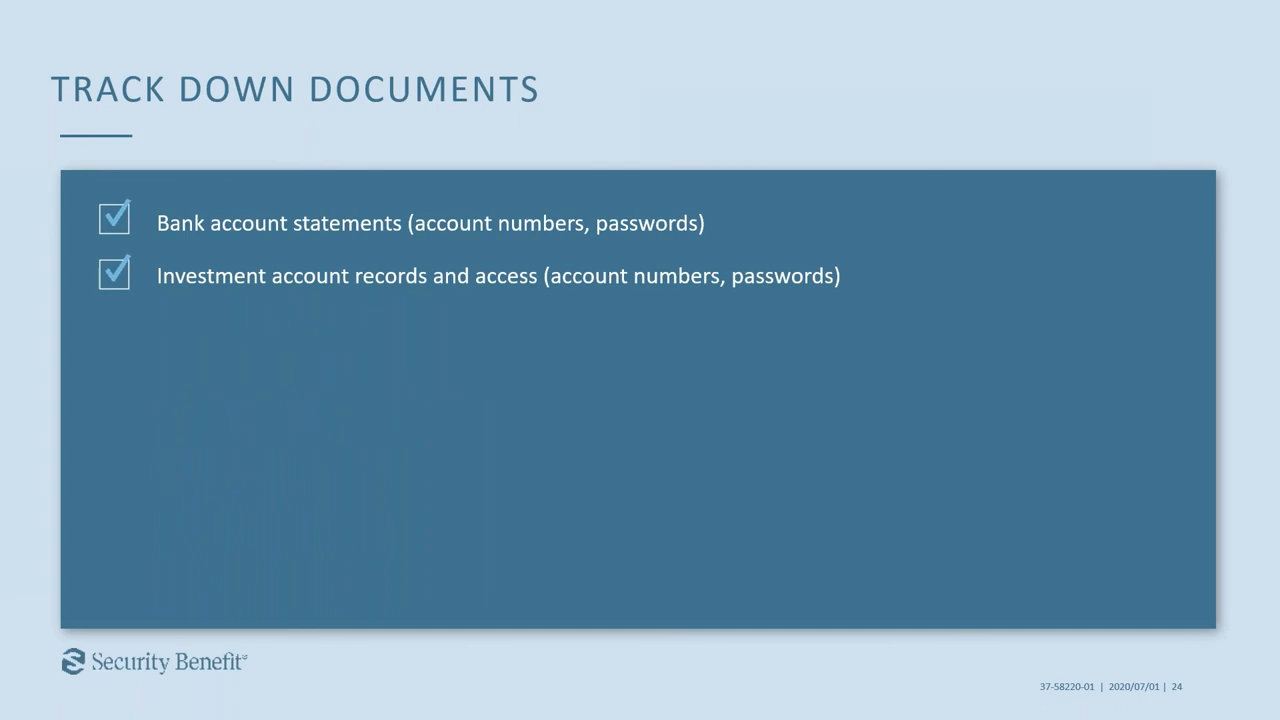 TRACK DOWN DOCUMENTS
Bank account statements (account numbers, passwords)
Investment account records and access (account numbers, passwords)
Security Benefit℠
37-58220-01 | 2020/07/01 | 24